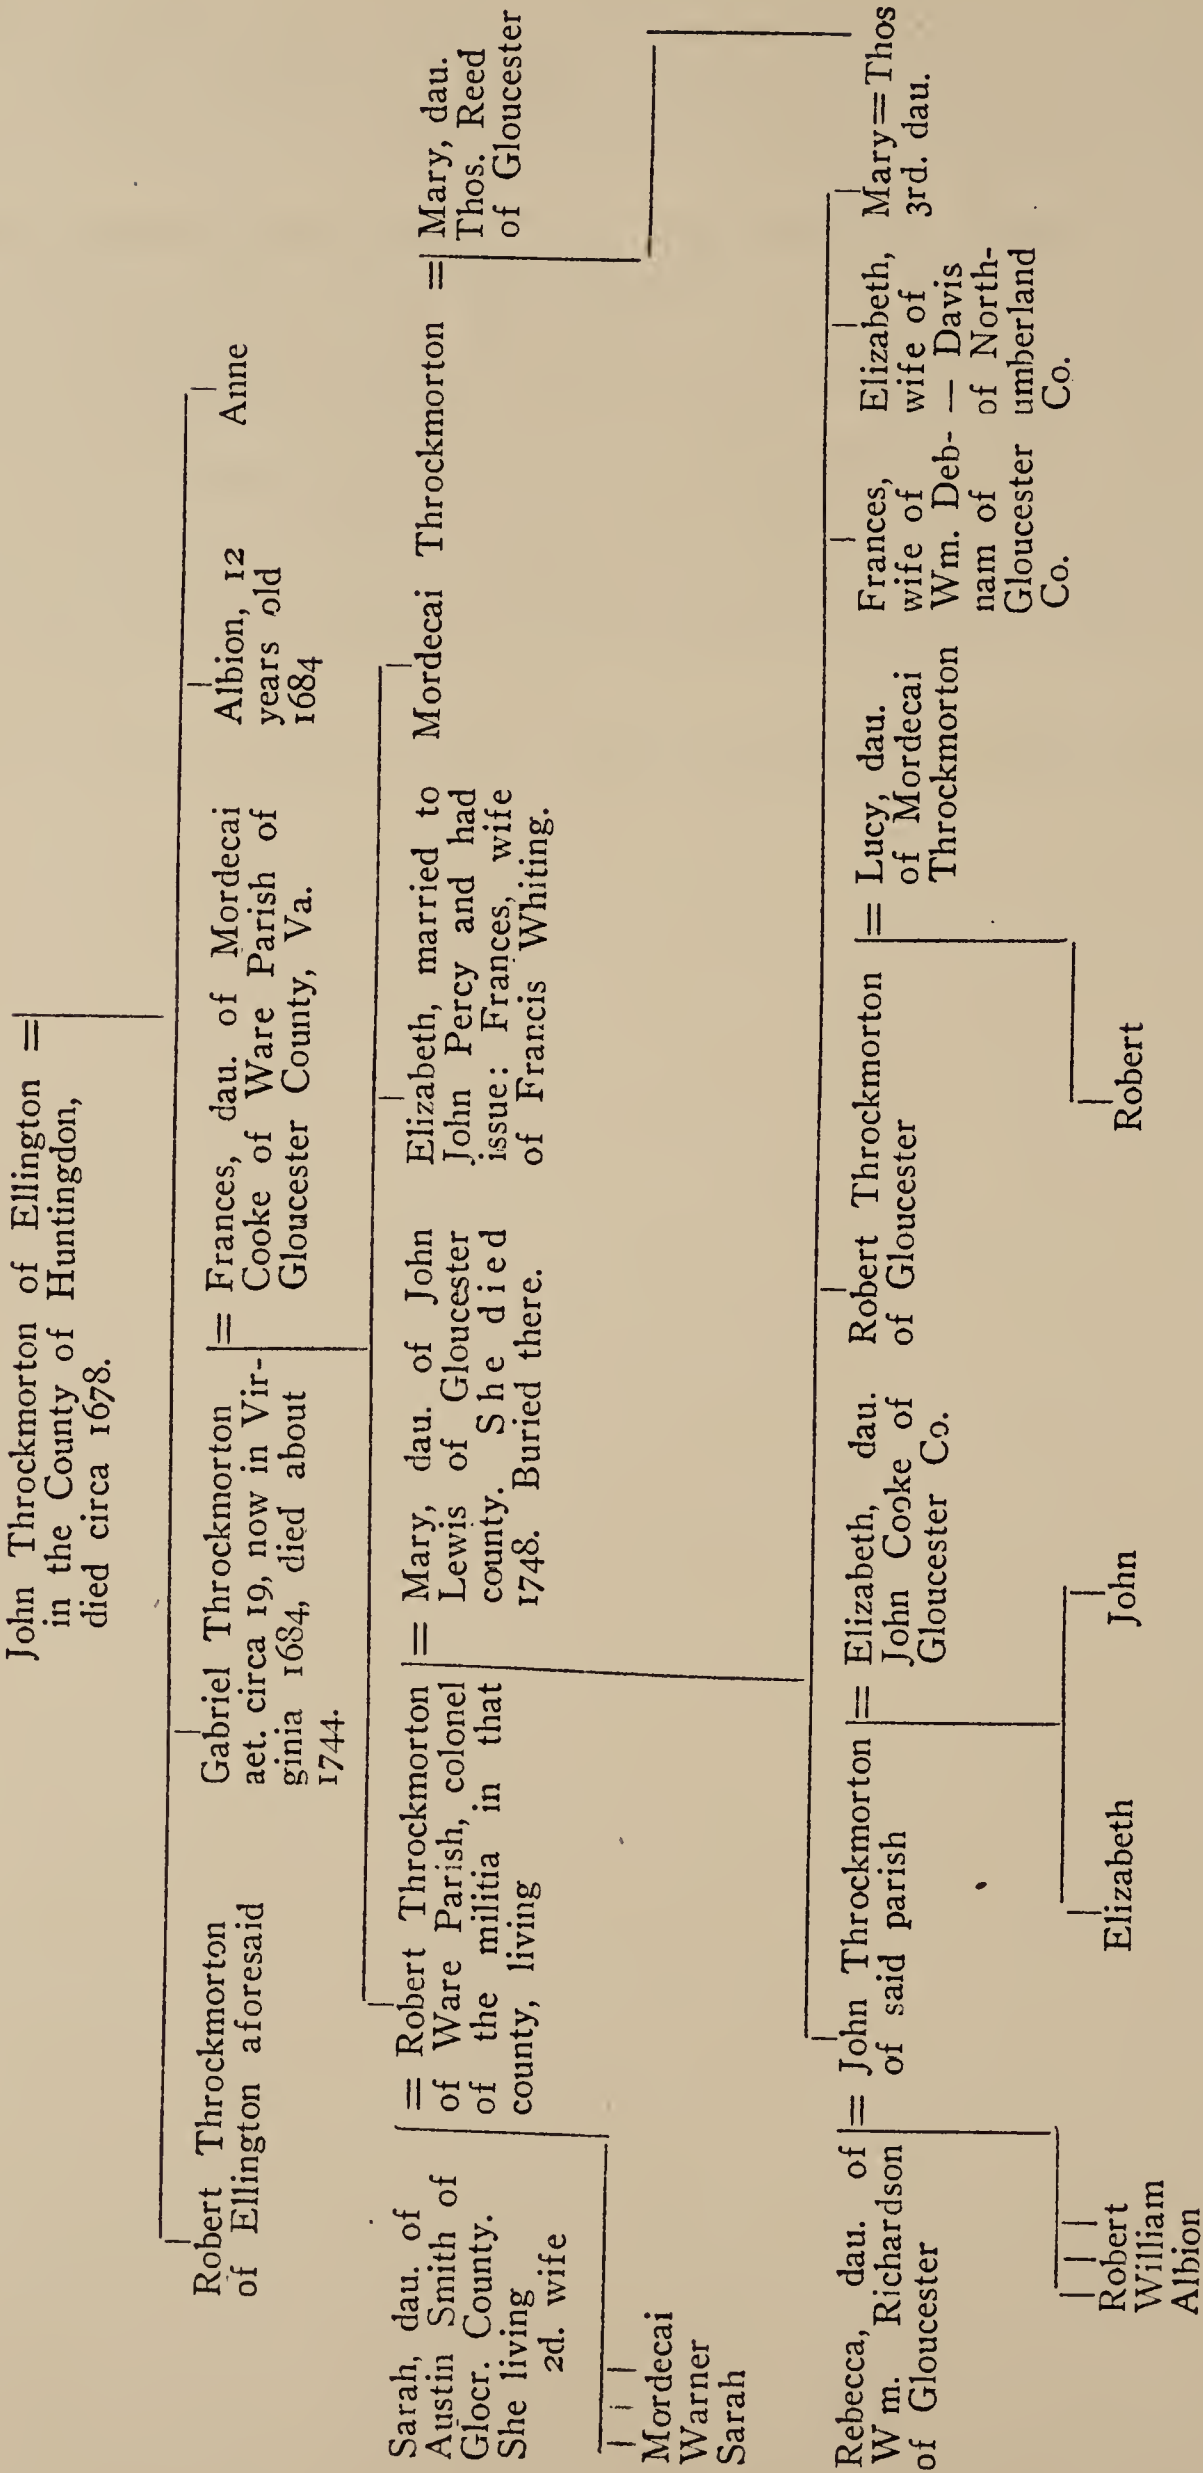 John Throckmorton of Ellington =
in the County of Huntingdon,
died circa 1678.
Robert Throckmorton
of Ellington aforesaid
Gabriel Throckmorton
aet. circa 19, now in Vir-
ginia 1684, died about
1744.
= Frances, dau. of Mordecai
Cooke of Ware Parish of
Gloucester County, Va.
Albion, 12
years old
1684
Anne
Sarah, dau. of
Austin Smith of
Glocr. County.
She living
2d. wife
= Robert Throckmorton
of Ware Parish, colonel
of the militia in that
county, living
= Mary, dau. of John
Lewis of Gloucester
county. She died
1748. Buried there.
Elizabeth, married to
John Percy and had
issue: Frances, wife
of Francis Whiting.
Mordecai Throckmorton =
Mary, dau.
Thos. Reed
of Gloucester
Mordecai
Warner
Sarah
Rebecca, dau. of
Wm. Richardson
of Gloucester
= John Throckmorton
of said parish
= Elizabeth, dau.
John Cooke of
Gloucester Co.
Robert Throckmorton
of Gloucester
= Lucy, dau.
of Mordecai
Throckmorton
Frances,
wife of
Wm. Deb-
nam of
Gloucester
Co.
Elizabeth,
wife of
— Davis
of North-
umberland
Co.
Mary=Thos
3rd. dau.
Robert
William
Albion
Elizabeth
John
Robert